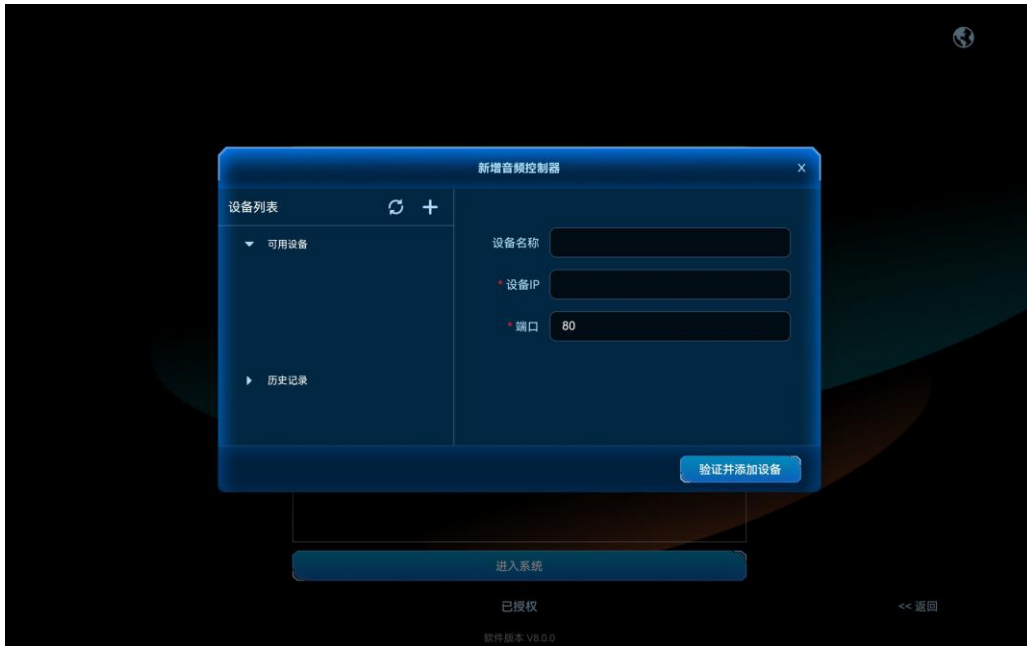 新增音频控制器 X
设备列表
可用设备
历史记录
设备名称
* 设备IP
* 端口 80
验证并添加设备
进入系统
已授权
<< 返回
软件版本 V8.0.0